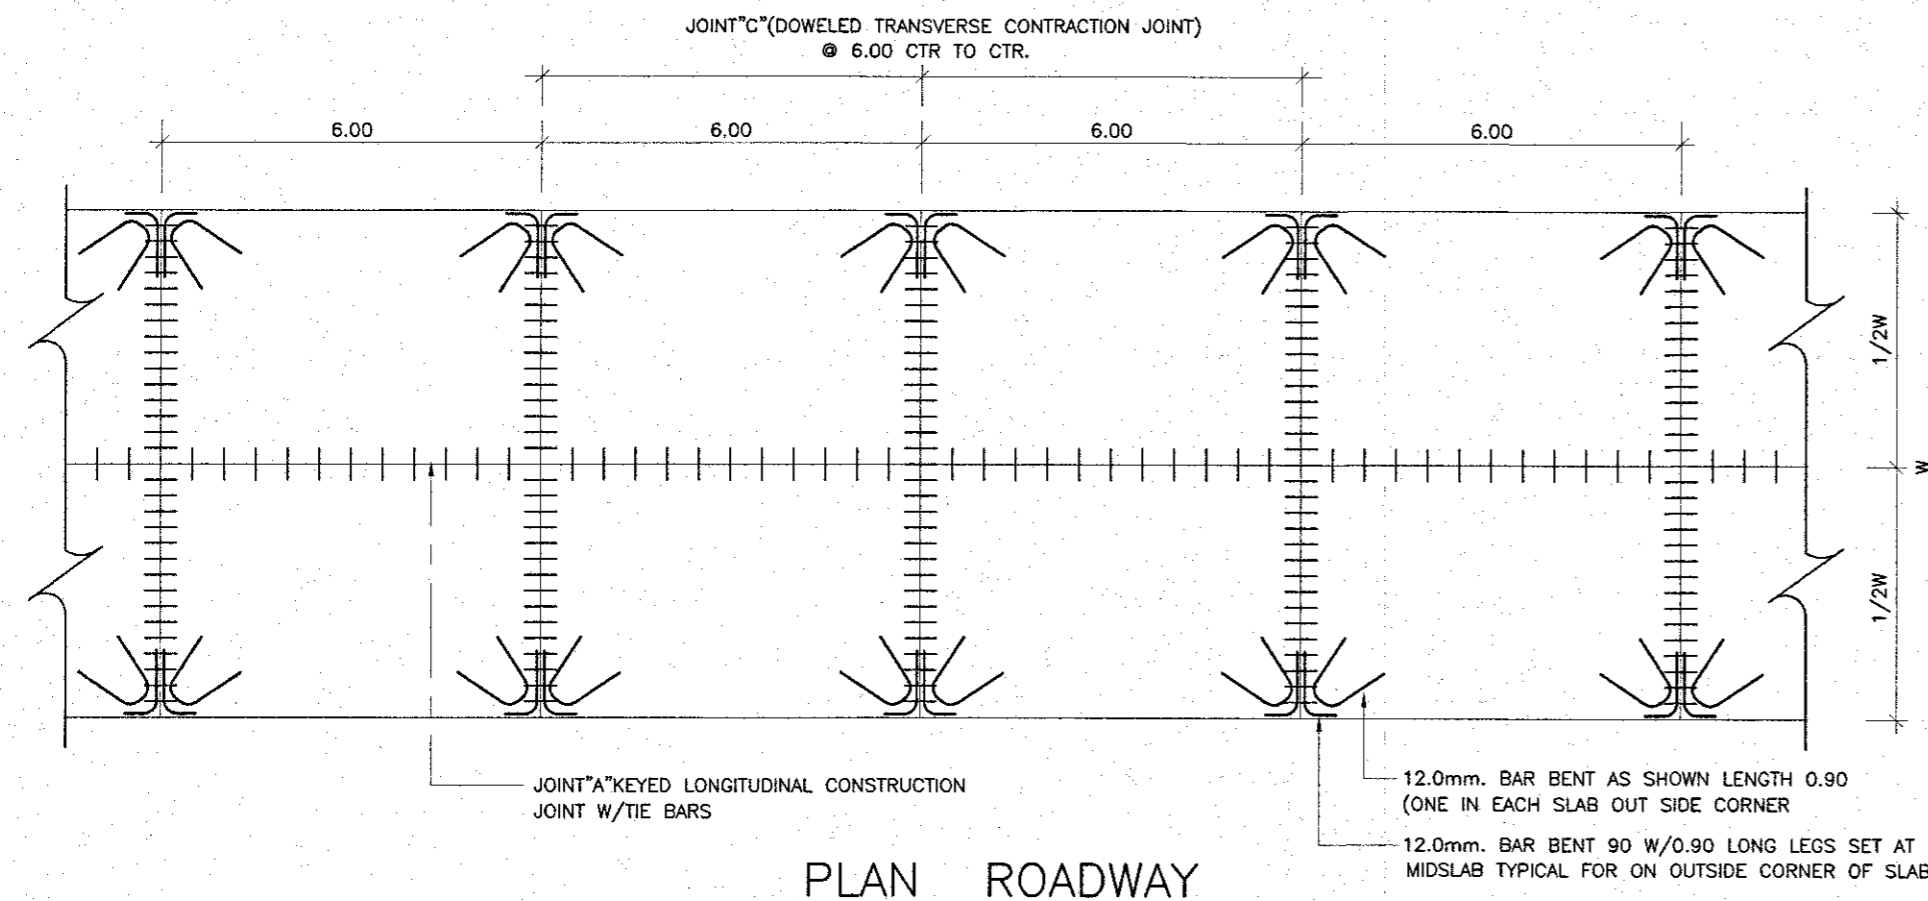 JOINT"C"(DOWELED TRANSVERSE CONTRACTION JOINT)
@ 6.00 CTR TO CTR.
6.00
6.00
6.00
6.00
1/2W
W
1/2W
JOINT"A"KEYED LONGITUDINAL CONSTRUCTION
JOINT W/TIE BARS
12.0mm. BAR BENT AS SHOWN LENGTH 0.90
(ONE IN EACH SLAB OUT SIDE CORNER
12.0mm. BAR BENT 90 W/0.90 LONG LEGS SET AT
MIDSLAB TYPICAL FOR ON OUTSIDE CORNER OF SLAB
PLAN ROADWAY